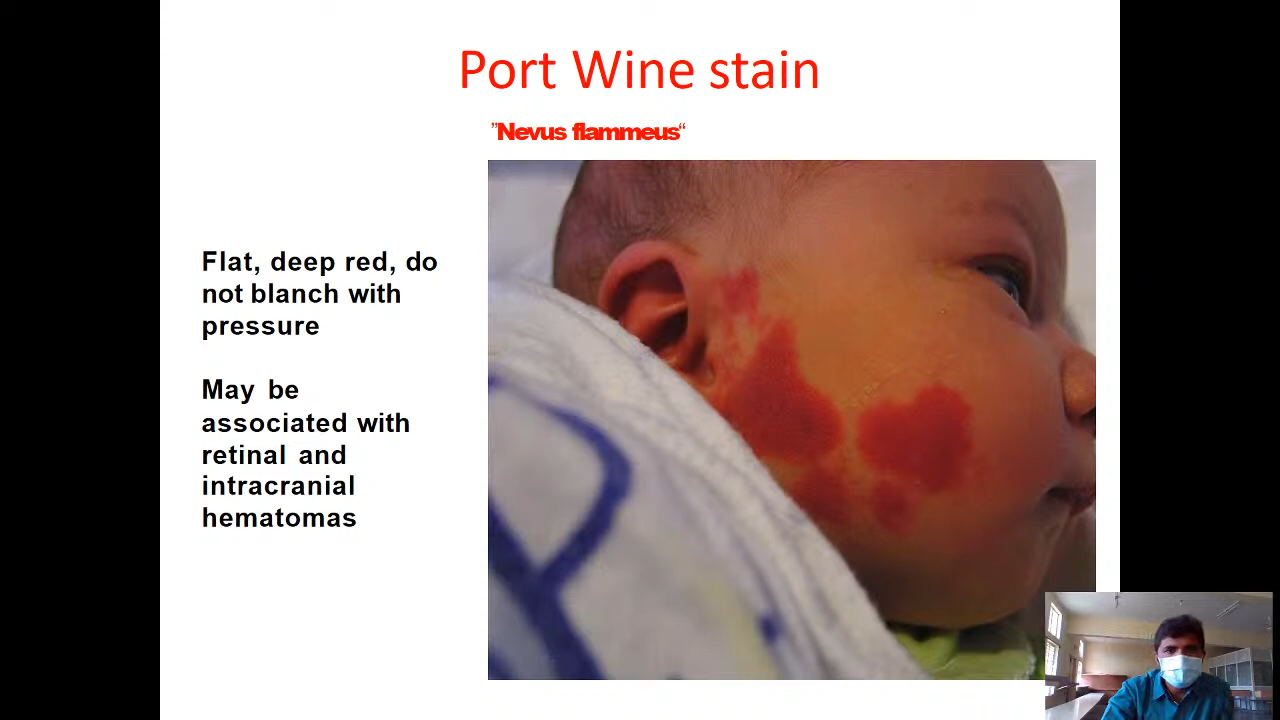 Port Wine stain
”Nevus flammeus“
Flat, deep red, do
not blanch with
pressure
May be
associated with
retinal and
intracranial
hematomas